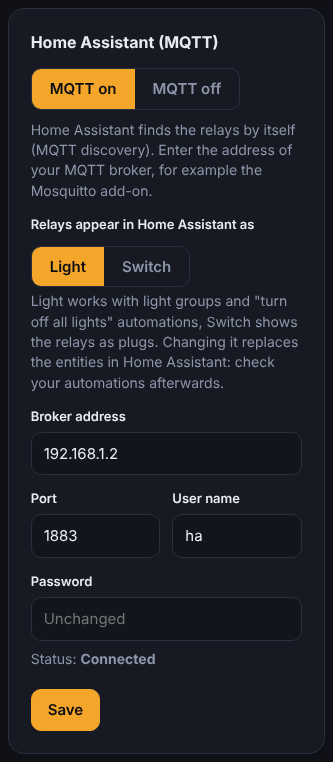 Home Assistant (MQTT)
MQTT on MQTT off
Home Assistant finds the relays by itself
(MQTT discovery). Enter the address of
your MQTT broker, for example the
Mosquitto add-on.
Relays appear in Home Assistant as
Light Switch
Light works with light groups and "turn
off all lights" automations, Switch shows
the relays as plugs. Changing it replaces
the entities in Home Assistant: check
your automations afterwards.
Broker address
192.168.1.2
Port User name
1883 ha
Password
Unchanged
Status: Connected
Save